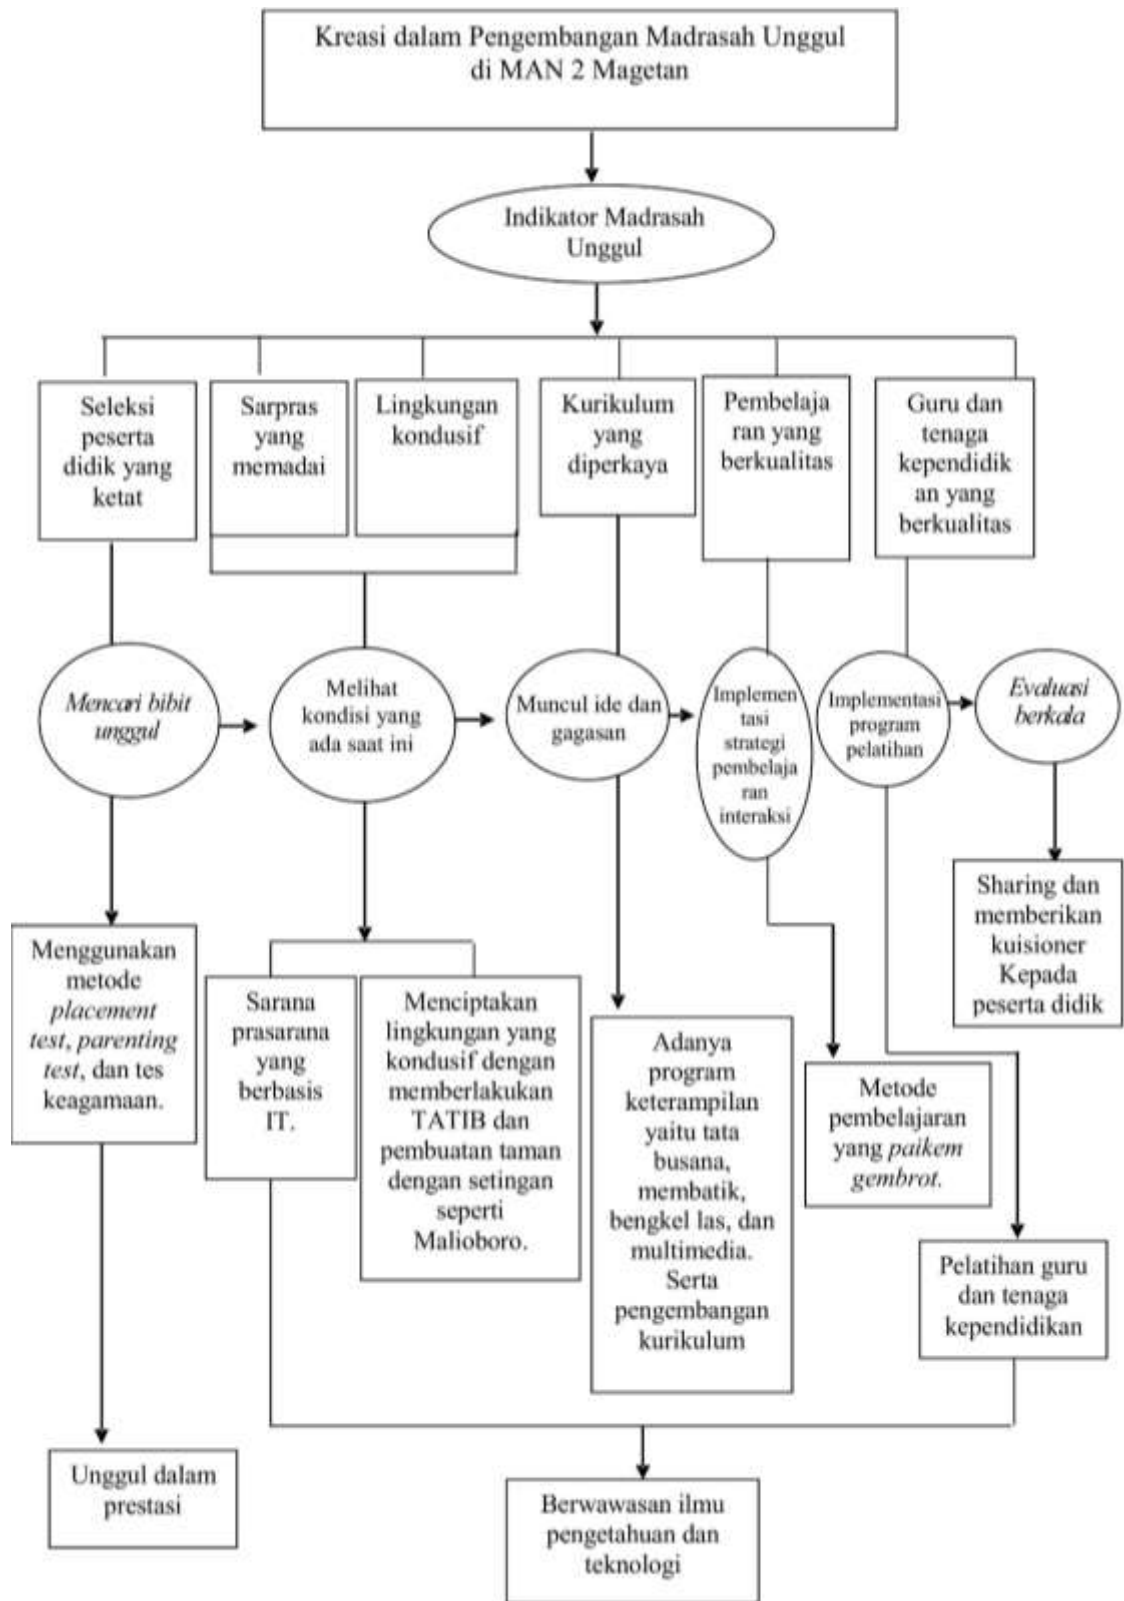 Kreasi dalam Pengembangan Madrasah Unggul
di MAN 2 Magetan
Indikator Madrasah
Unggul
Seleksi
peserta
didik yang
ketat
Sarpras
yang
memadai
Lingkungan
kondusif
Kurikulum
yang
diperkaya
Pembelaja
ran yang
berkualitas
Guru dan
tenaga
kependidik
an yang
berkualitas
Mencari bibit
unggul
Melihat
kondisi yang
ada saat ini
Muncul ide dan
gagasan
Implemen
tasi
strategi
pembelaja
ran
interaksi
Implementasi
program
pelatihan
Evaluasi
berkala
Sharing dan
memberikan
kuisioner
Kepada
peserta didik
Menggunakan
metode
placement
test, parenting
test, dan tes
keagamaan.
Sarana
prasarana
yang
berbasis
IT.
Menciptakan
lingkungan yang
kondusif dengan
memberlakukan
TATIB dan
pembuatan taman
dengan setingan
seperti
Malioboro.
Adanya
program
keterampilan
yaitu tata
busana,
membatik,
bengkel las, dan
multimedia.
Serta
pengembangan
kurikulum
Metode
pembelajaran
yang paikem
gembrot.
Pelatihan guru
dan tenaga
kependidikan
Unggul dalam
prestasi
Berwawasan ilmu
pengetahuan dan
teknologi